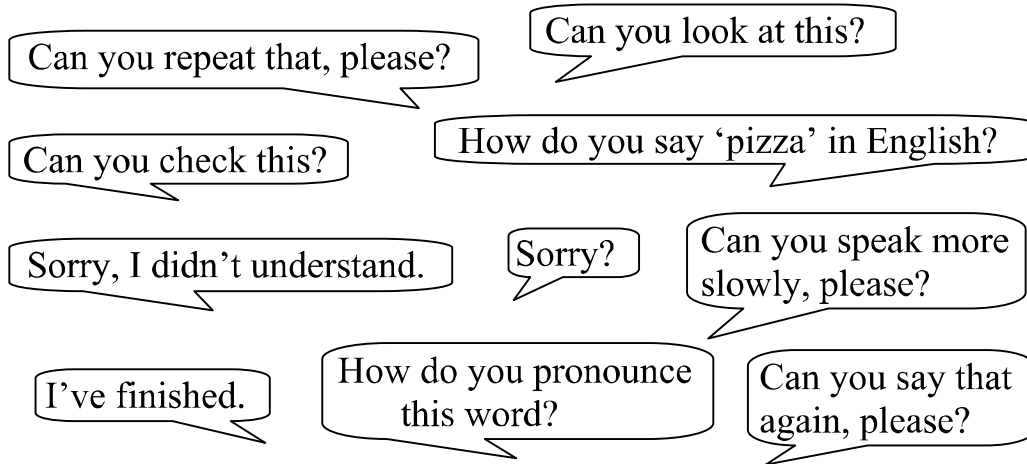 Can you repeat that, please?
Can you look at this?
Can you check this?
How do you say ‘pizza’ in English?
Sorry, I didn’t understand.
Sorry?
Can you speak more
slowly, please?
I’ve finished.
How do you pronounce
this word?
Can you say that
again, please?